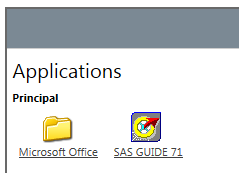 Applications
Principal
Microsoft Office SAS GUIDE 71